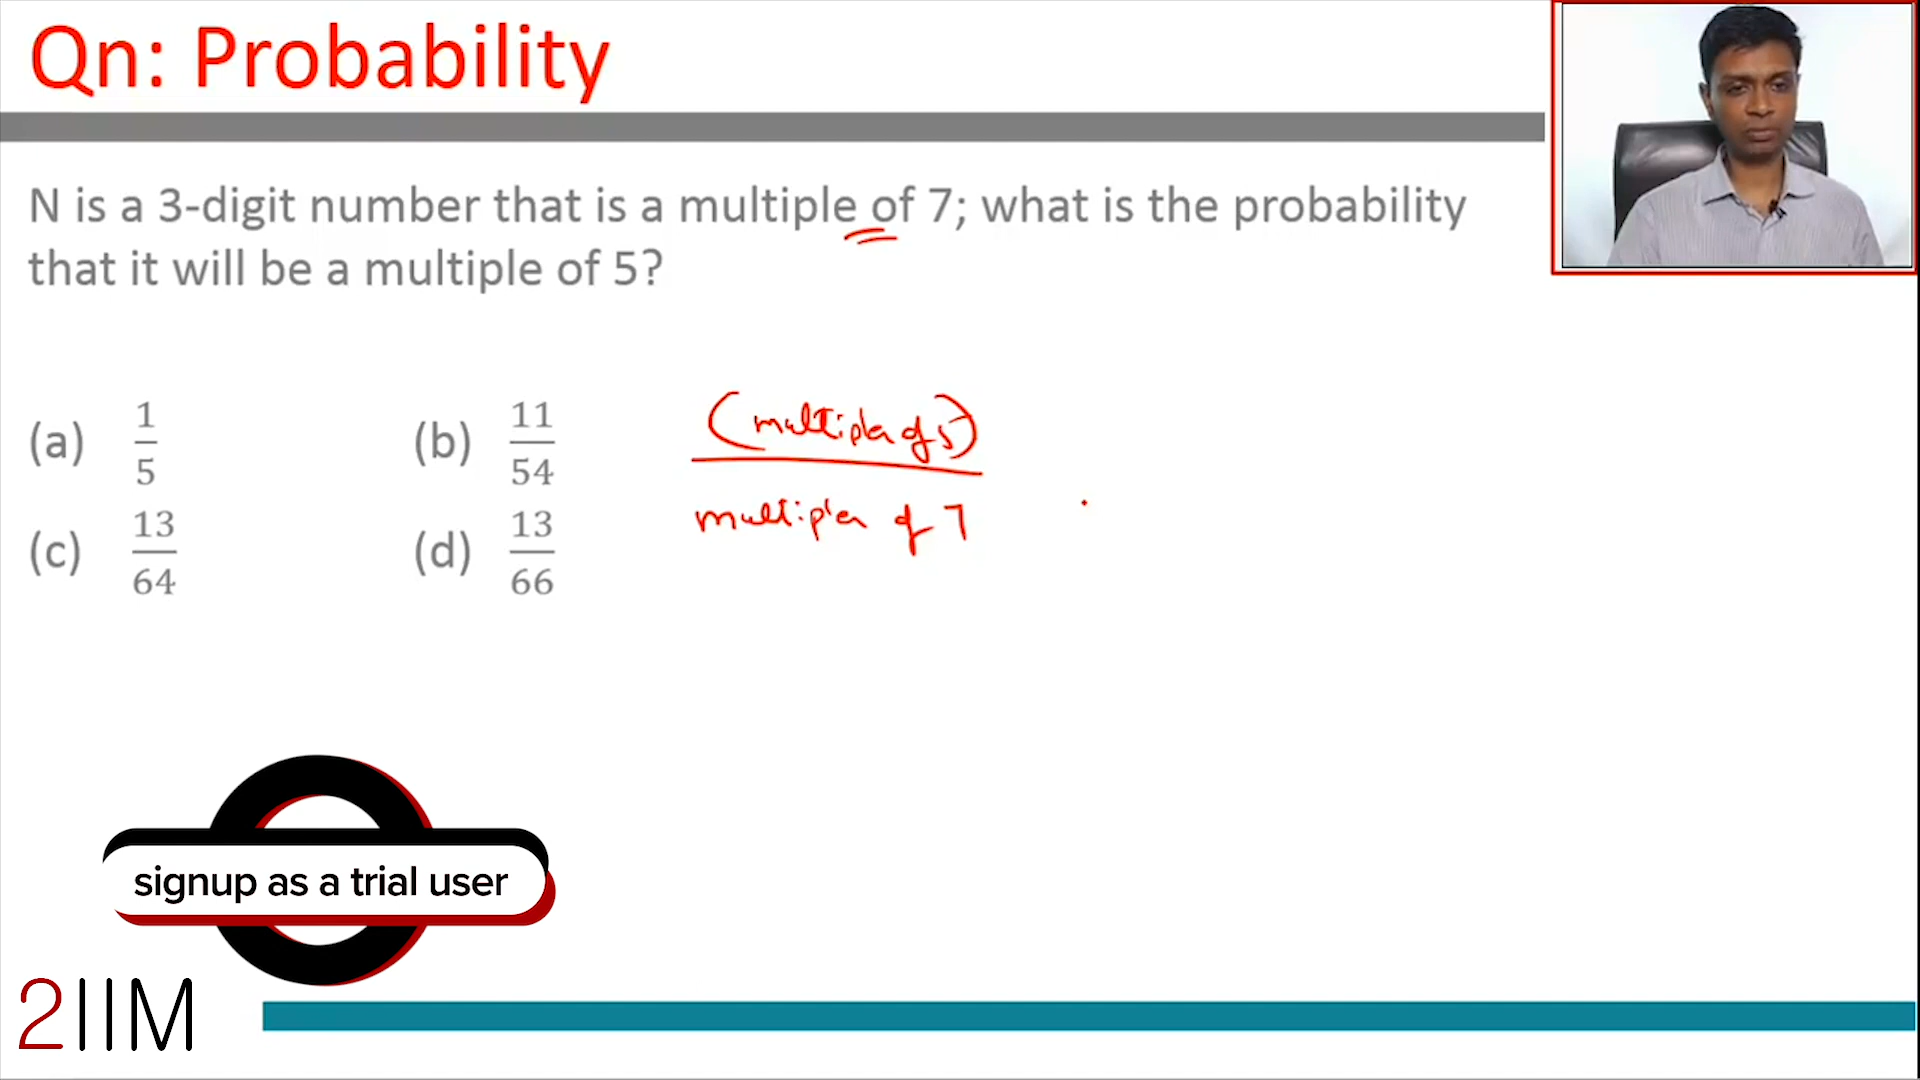 Qn: Probability
N is a 3-digit number that is a multiple of 7; what is the probability
that it will be a multiple of 5?
(a) 1/5 (b) 11/54
(c) 13/64 (d) 13/66
(multiples of 5)
multiples of 7
signup as a trial user
2IIM